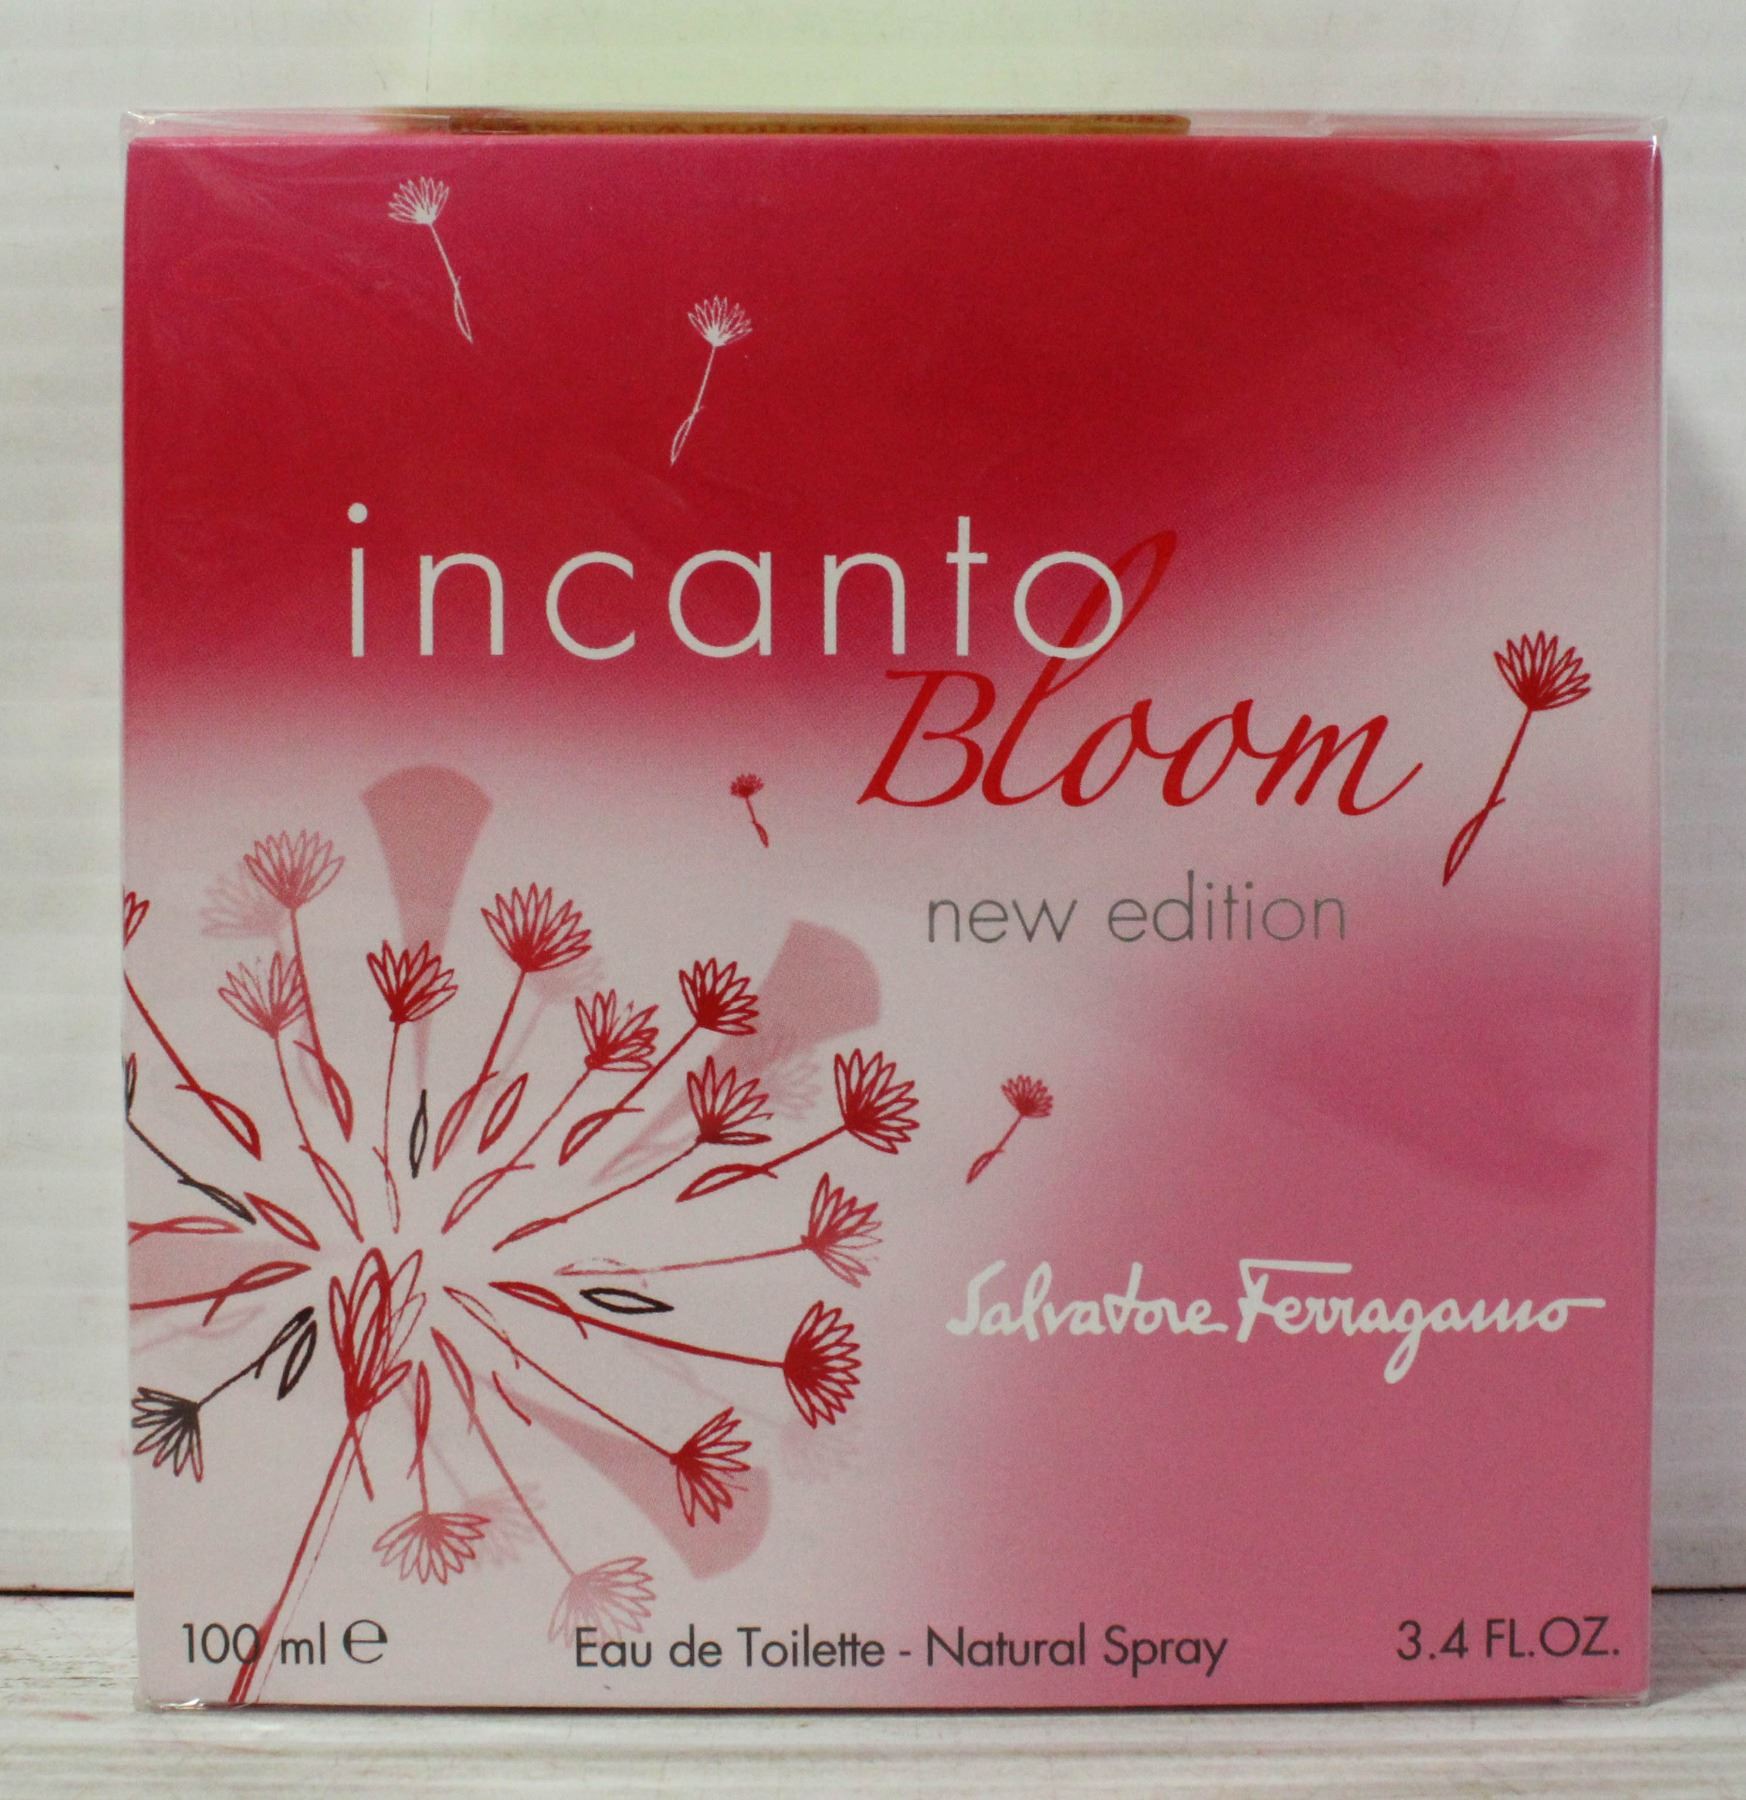 incanto
Bloom
new edition
Salvatore Ferragamo
100 ml ℮
Eau de Toilette - Natural Spray
3.4 FL.OZ.